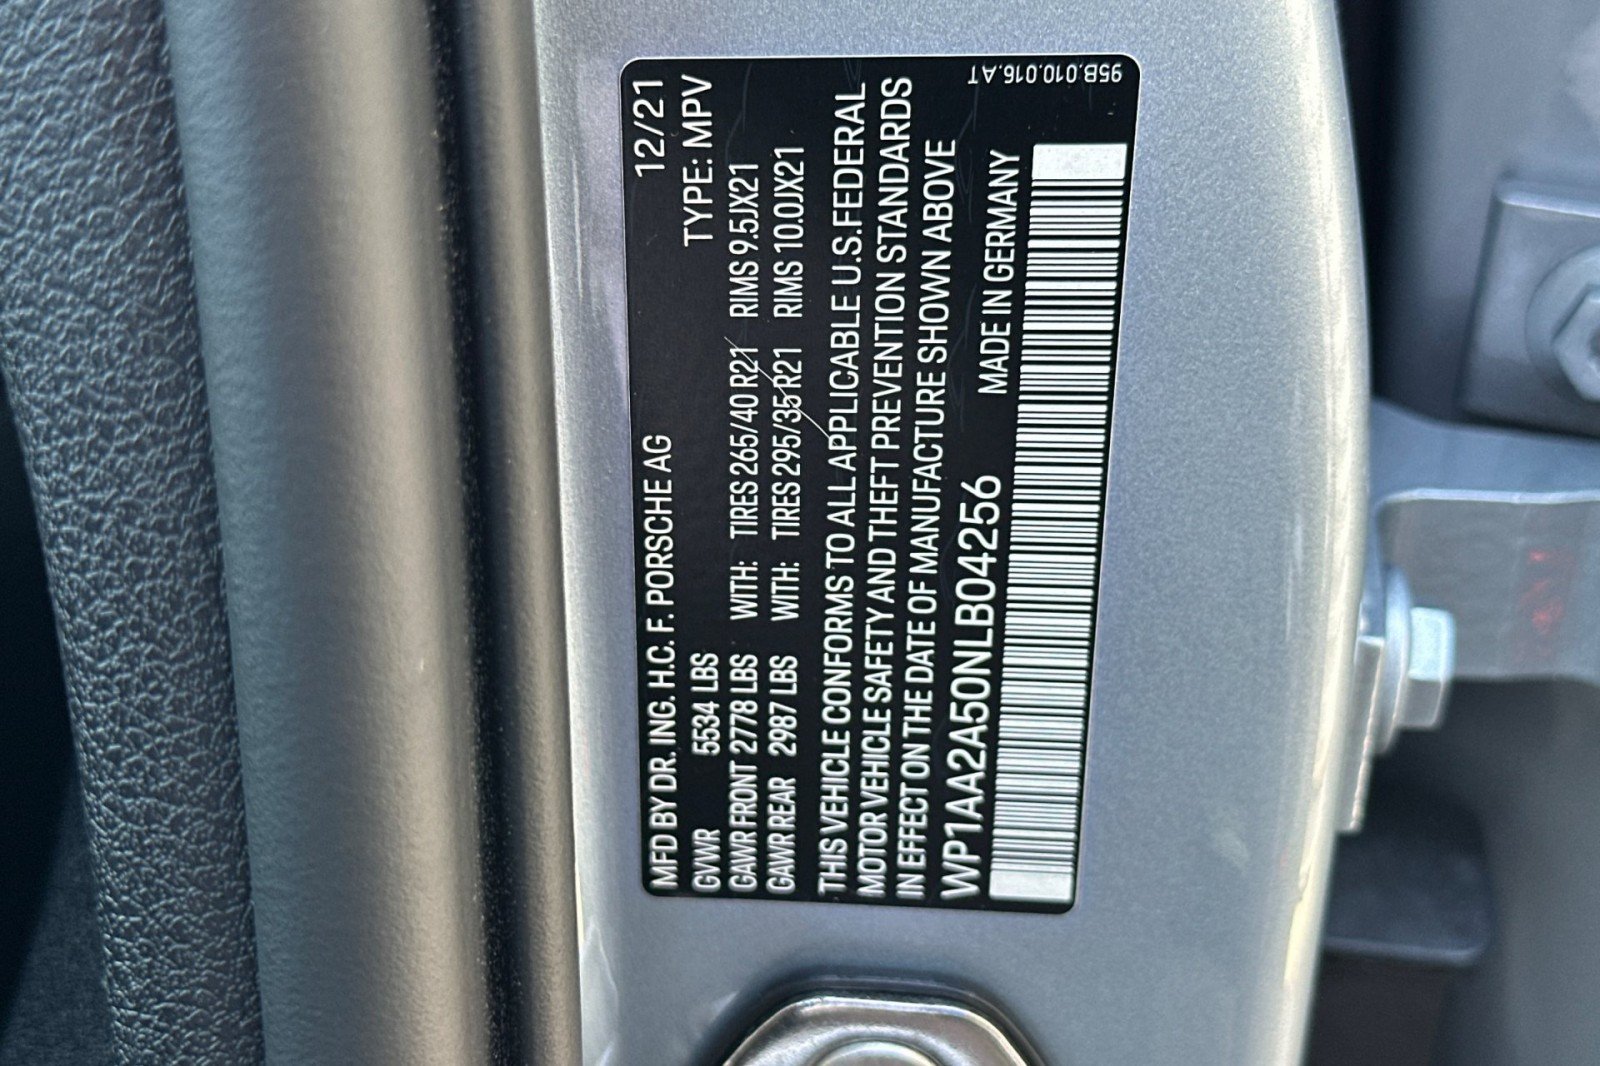 MFD BY DR. ING. H.C. F. PORSCHE AG 12/21
GVWR 5534 LBS TYPE: MPV
GAWR FRONT 2778 LBS WITH: TIRES 265/40 R21 RIMS 9.5JX21
GAWR REAR 2987 LBS WITH: TIRES 295/35 R21 RIMS 10.0JX21
THIS VEHICLE CONFORMS TO ALL APPLICABLE U.S.FEDERAL
MOTOR VEHICLE SAFETY AND THEFT PREVENTION STANDARDS
IN EFFECT ON THE DATE OF MANUFACTURE SHOWN ABOVE
WP1AA2A50NLB04256 MADE IN GERMANY
95B.010.016.AT